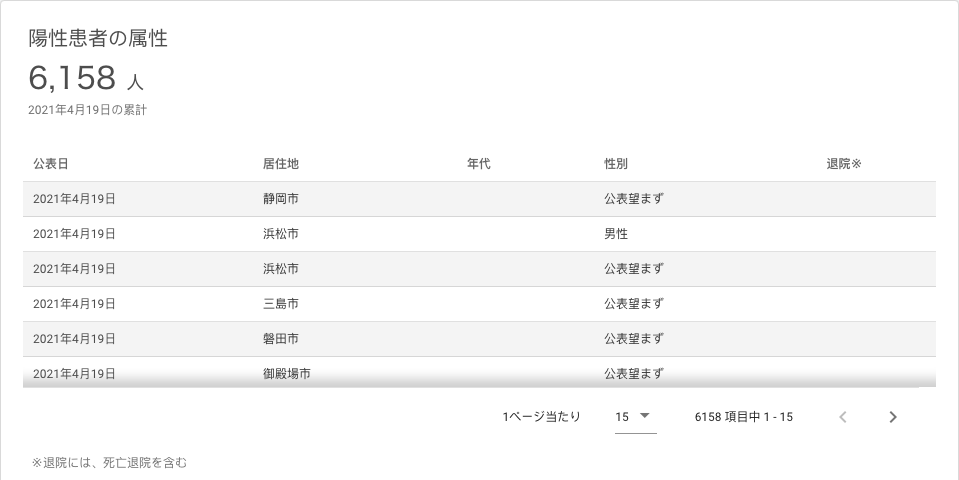 陽性患者の属性
6,158 人
2021年4月19日の累計
公表日 居住地 年代 性別 退院※
2021年4月19日 静岡市 公表望まず
2021年4月19日 浜松市 男性
2021年4月19日 浜松市 公表望まず
2021年4月19日 三島市 公表望まず
2021年4月19日 磐田市 公表望まず
2021年4月19日 御殿場市 公表望まず
1ページ当たり 15 6158 項目中 1 - 15
※退院には、死亡退院を含む